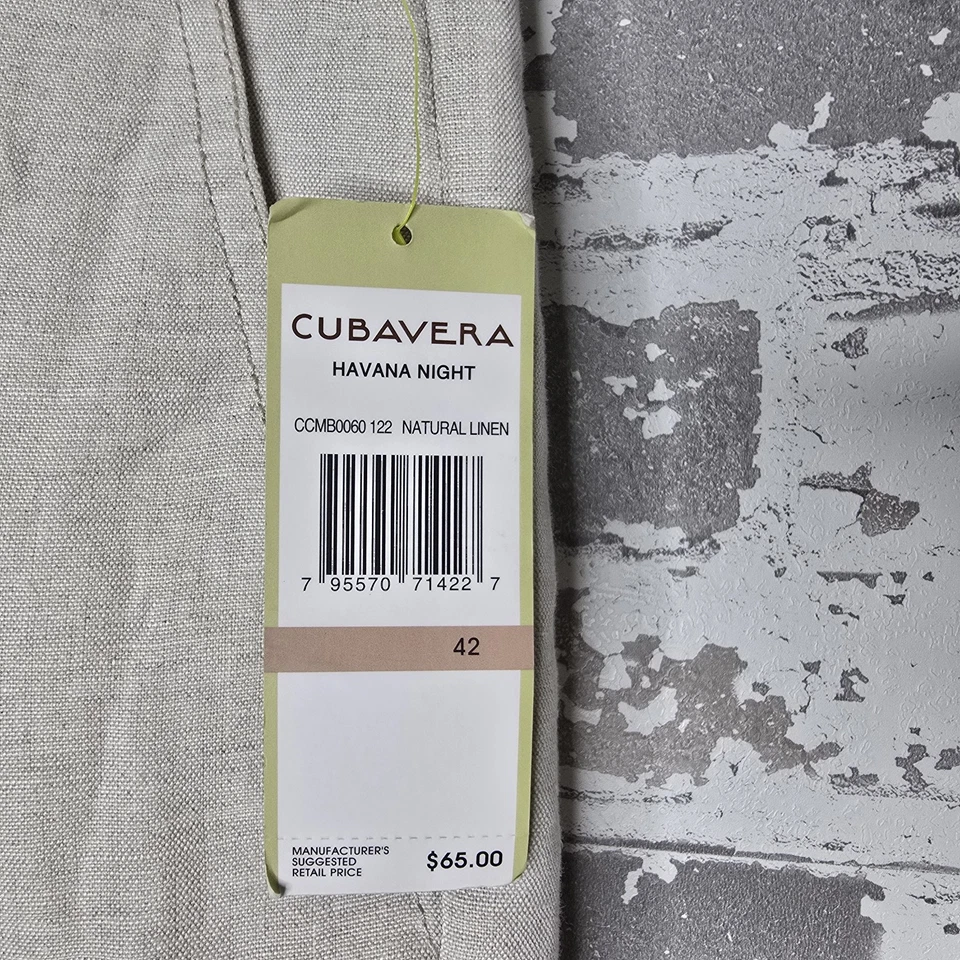 CUBAVERA
HAVANA NIGHT
CCMB0060 122 NATURAL LINEN
7 95570 71422 7
42
MANUFACTURER'S
SUGGESTED
RETAIL PRICE
$65.00